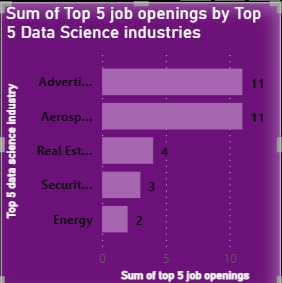 Sum of Top 5 job openings by Top
5 Data Science industries
Top 5 data science industry
Adverti... 11
Aerosp... 11
Real Est... 4
Securit... 3
Energy 2
0 5 10
Sum of top 5 job openings